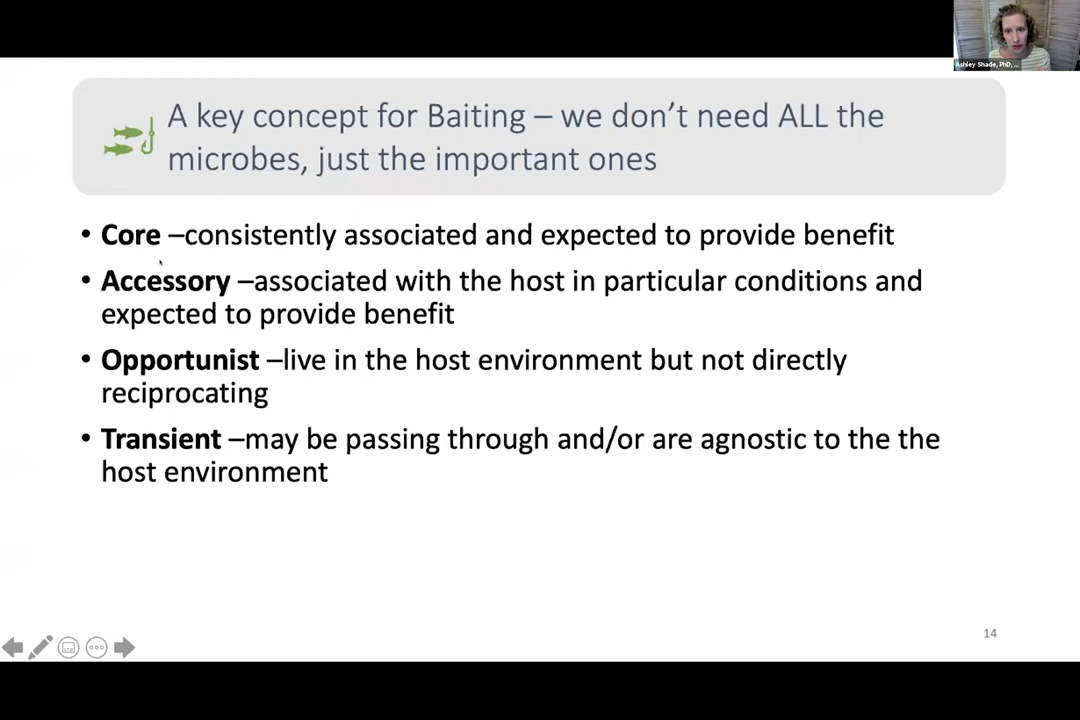 Ashley Shade, PhD, ...
A key concept for Baiting – we don't need ALL the
microbes, just the important ones
• Core –consistently associated and expected to provide benefit
• Accessory –associated with the host in particular conditions and
expected to provide benefit
• Opportunist –live in the host environment but not directly
reciprocating
• Transient –may be passing through and/or are agnostic to the the
host environment
14